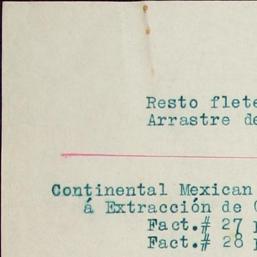 Resto flete
Arrastre de
Continental Mexican
á Extracción de
Fact.# 27
Fact.# 28